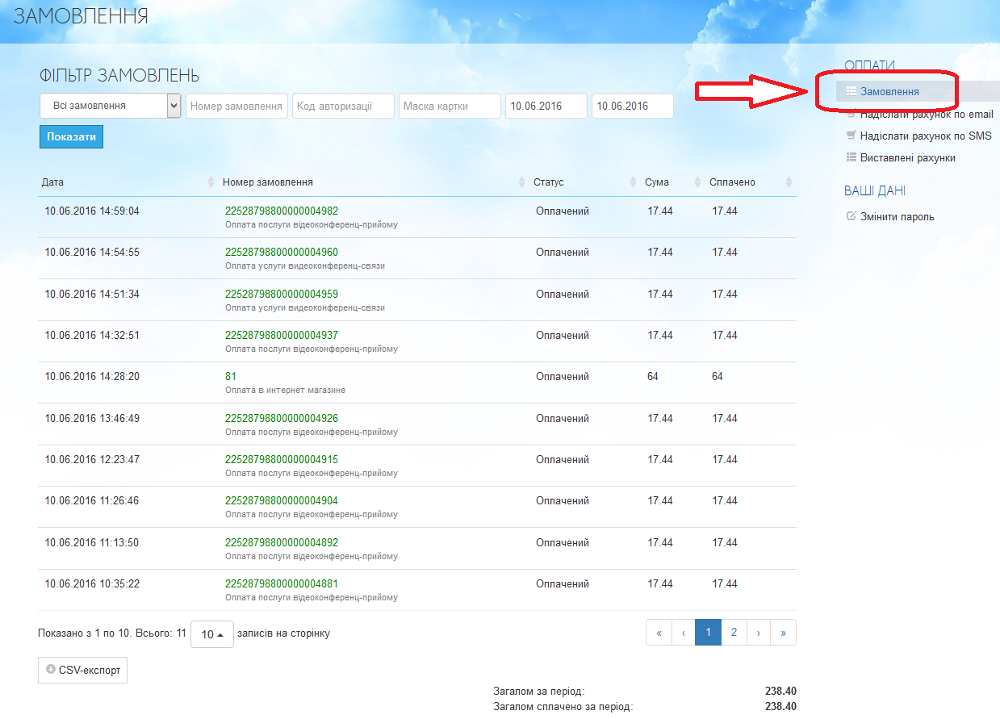 ЗАМОВЛЕННЯ
ФІЛЬТР ЗАМОВЛЕНЬ
Всі замовлення Номер замовлення Код авторизації Маска картки 10.06.2016 10.06.2016
Показати
Дата Номер замовлення Статус Сума Сплачено
10.06.2016 14:59:04 22528798800000004982 Оплачений 17.44 17.44
Оплата послуги відеоконференц-прийому
10.06.2016 14:54:55 22528798800000004960 Оплачений 17.44 17.44
Оплата услуги видеоконференц-связи
10.06.2016 14:51:34 22528798800000004959 Оплачений 17.44 17.44
Оплата услуги видеоконференц-связи
10.06.2016 14:32:51 22528798800000004937 Оплачений 17.44 17.44
Оплата послуги відеоконференц-прийому
10.06.2016 14:28:20 81 Оплачений 64 64
Оплата в интернет магазине
10.06.2016 13:46:49 22528798800000004926 Оплачений 17.44 17.44
Оплата послуги відеоконференц-прийому
10.06.2016 12:23:47 22528798800000004915 Оплачений 17.44 17.44
Оплата послуги відеоконференц-прийому
10.06.2016 11:26:46 22528798800000004904 Оплачений 17.44 17.44
Оплата послуги відеоконференц-прийому
10.06.2016 11:13:50 22528798800000004892 Оплачений 17.44 17.44
Оплата послуги відеоконференц-прийому
10.06.2016 10:35:22 22528798800000004881 Оплачений 17.44 17.44
Оплата послуги відеоконференц-прийому
Показано з 1 по 10. Всього: 11 10 записів на сторінку
« ‹ 1 2 › »
CSV-експорт
Загалом за період: 238.40
Загалом сплачено за період: 238.40
ОПЛАТИ
Замовлення
Надіслати рахунок по email
Надіслати рахунок по SMS
Виставлені рахунки
ВАШІ ДАНІ
Змінити пароль